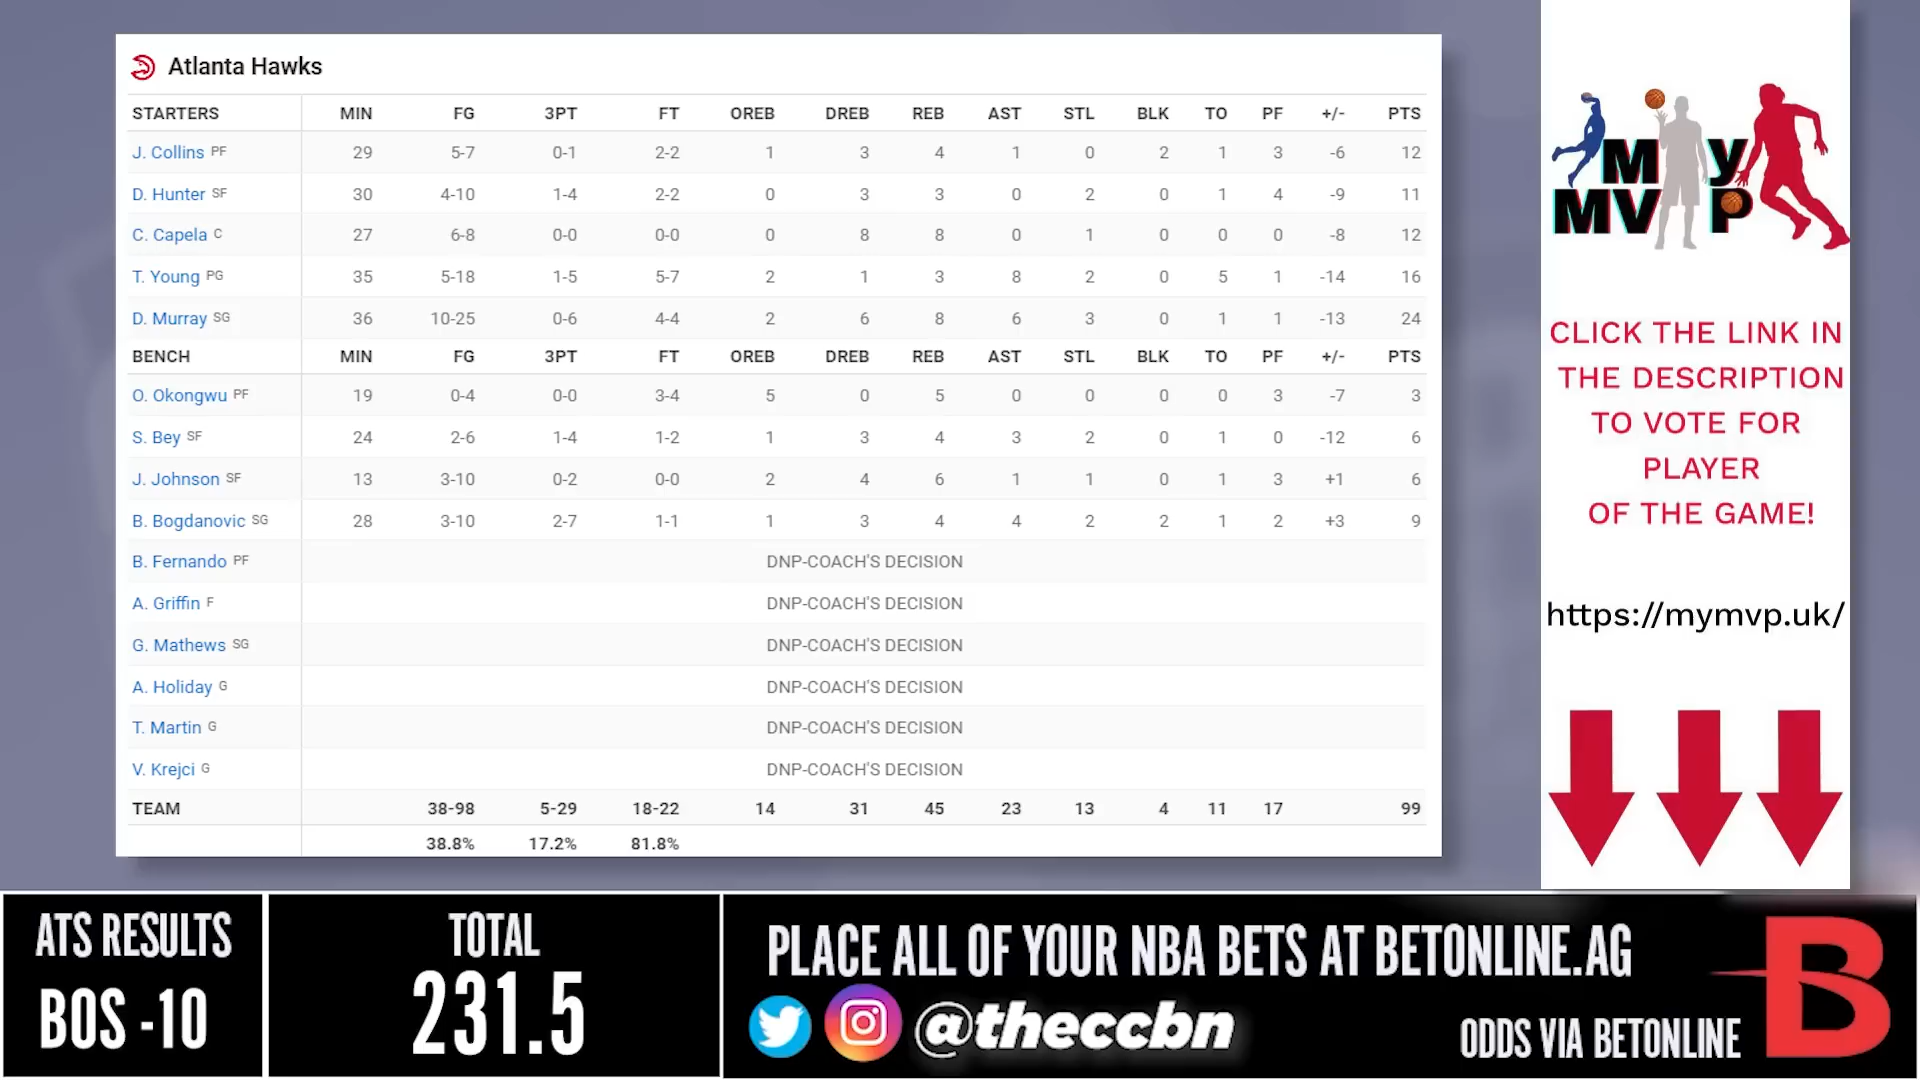 Atlanta Hawks
STARTERS MIN FG 3PT FT OREB DREB REB AST STL BLK TO PF +/- PTS
J. Collins PF 29 5-7 0-1 2-2 1 3 4 1 0 2 1 3 -6 12
D. Hunter SF 30 4-10 1-4 2-2 0 3 3 0 2 0 1 4 -9 11
C. Capela C 27 6-8 0-0 0-0 0 8 8 0 1 0 0 0 -8 12
T. Young PG 35 5-18 1-5 5-7 2 1 3 8 2 0 5 1 -14 16
D. Murray SG 36 10-25 0-6 4-4 2 6 8 6 3 0 1 1 -13 24
BENCH MIN FG 3PT FT OREB DREB REB AST STL BLK TO PF +/- PTS
O. Okongwu PF 19 0-4 0-0 3-4 5 0 5 0 0 0 0 3 -7 3
S. Bey SF 24 2-6 1-4 1-2 1 3 4 3 2 0 1 0 -12 6
J. Johnson SF 13 3-10 0-2 0-0 2 4 6 1 1 0 1 3 +1 6
B. Bogdanovic SG 28 3-10 2-7 1-1 1 3 4 4 2 2 1 2 +3 9
B. Fernando PF DNP-COACH'S DECISION
A. Griffin F DNP-COACH'S DECISION
G. Mathews SG DNP-COACH'S DECISION
A. Holiday G DNP-COACH'S DECISION
T. Martin G DNP-COACH'S DECISION
V. Krejci G DNP-COACH'S DECISION
TEAM 38-98 5-29 18-22 14 31 45 23 13 4 11 17 99
38.8% 17.2% 81.8%
My
MVP
CLICK THE LINK IN
THE DESCRIPTION
TO VOTE FOR
PLAYER
OF THE GAME!
https://mymvp.uk/
ATS RESULTS
BOS -10
TOTAL
231.5
PLACE ALL OF YOUR NBA BETS AT BETONLINE.AG
@theccbn
ODDS VIA BETONLINE
B